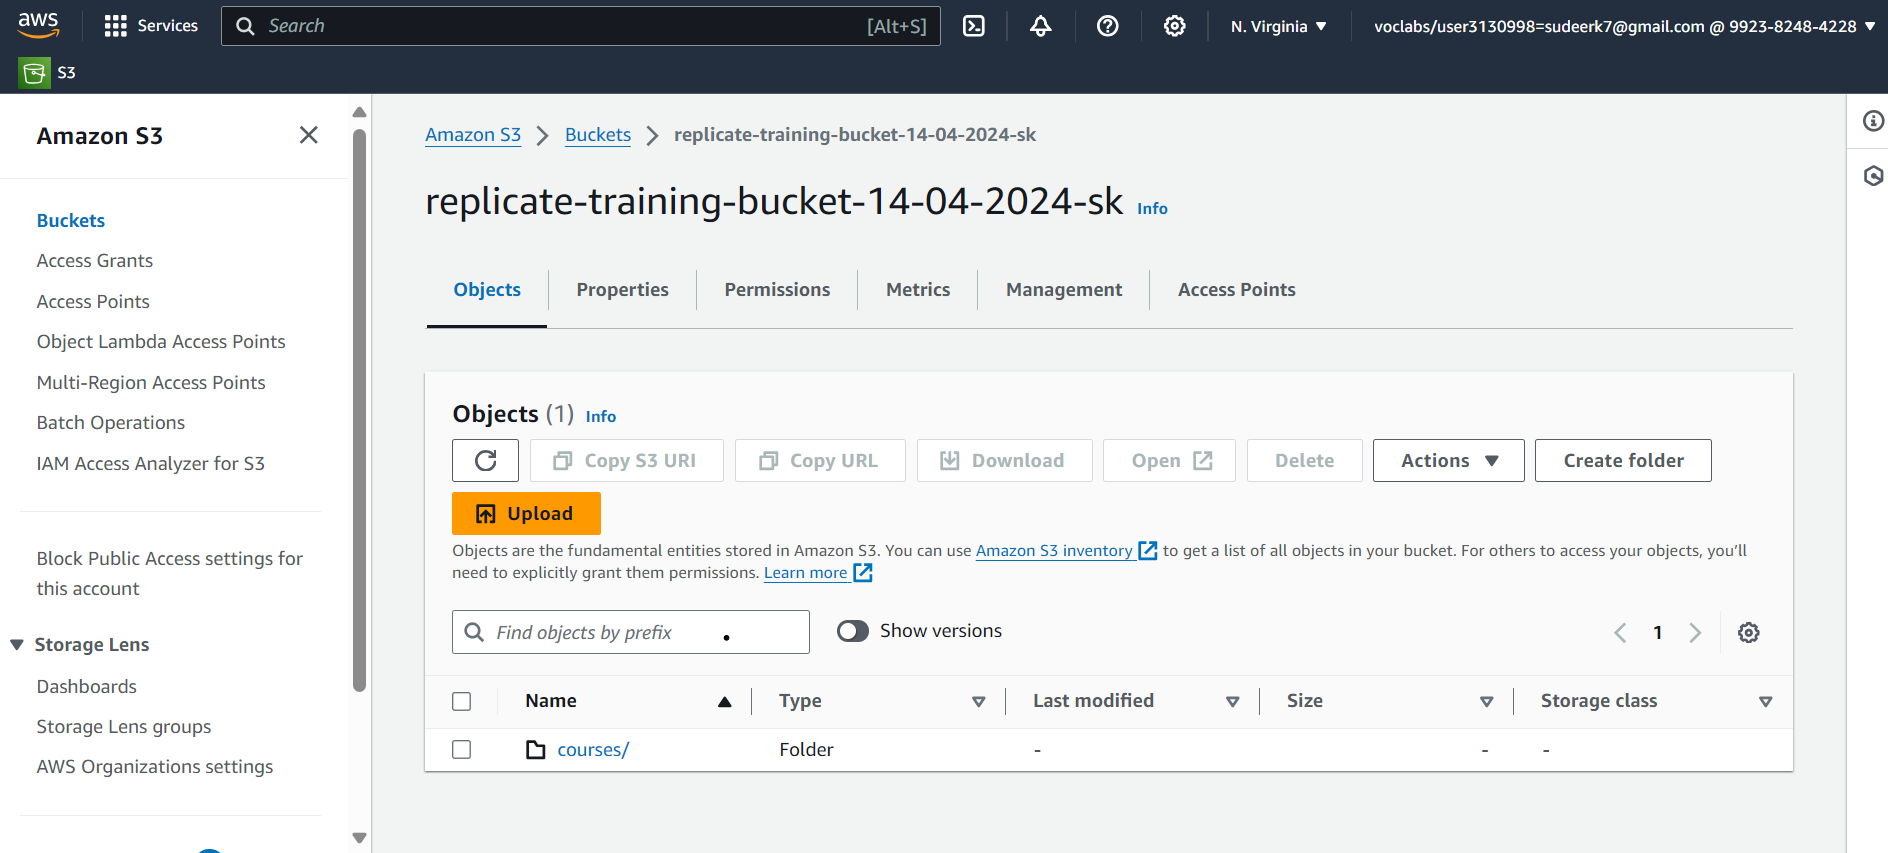 aws
Services
Search
[Alt+S]
N. Virginia
voclabs/user3130998=sudeerk7@gmail.com @ 9923-8248-4228
S3
Amazon S3
Buckets
Access Grants
Access Points
Object Lambda Access Points
Multi-Region Access Points
Batch Operations
IAM Access Analyzer for S3
Block Public Access settings for
this account
Storage Lens
Dashboards
Storage Lens groups
AWS Organizations settings
Amazon S3 Buckets replicate-training-bucket-14-04-2024-sk
replicate-training-bucket-14-04-2024-sk Info
Objects Properties Permissions Metrics Management Access Points
Objects (1) Info
Copy S3 URI Copy URL Download Open Delete Actions Create folder
Upload
Objects are the fundamental entities stored in Amazon S3. You can use Amazon S3 inventory to get a list of all objects in your bucket. For others to access your objects, you'll
need to explicitly grant them permissions. Learn more
Find objects by prefix Show versions 1
Name Type Last modified Size Storage class
courses/ Folder - - -